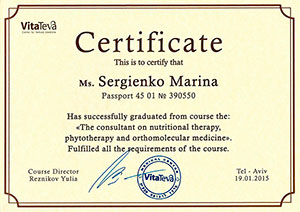 VitaTeva
Certificate
This is to certify that
Ms. Sergienko Marina
Passport 45 01 № 390550
Has successfully graduated from course the:
«The consultant on nutritional therapy,
phytotherapy and orthomolecular medicine».
Fulfilled all the requirements of the course.
Course Director
Reznikov Yulia
VitaTeva
Tel - Aviv
19.01.2015